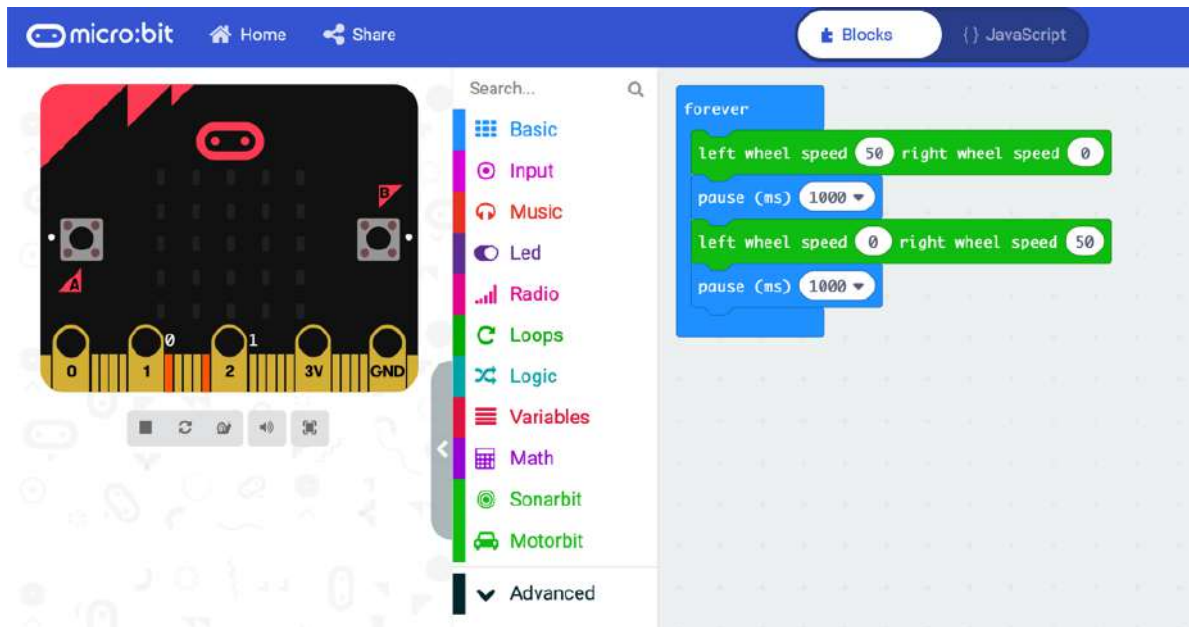 micro:bit Home Share Blocks {} JavaScript
Search...
Basic
Input
Music
Led
Radio
Loops
Logic
Variables
Math
Sonarbit
Motorbit
Advanced
B
A
0 1
0 1 2 3V GND
forever
left wheel speed 50 right wheel speed 0
pause (ms) 1000
left wheel speed 0 right wheel speed 50
pause (ms) 1000